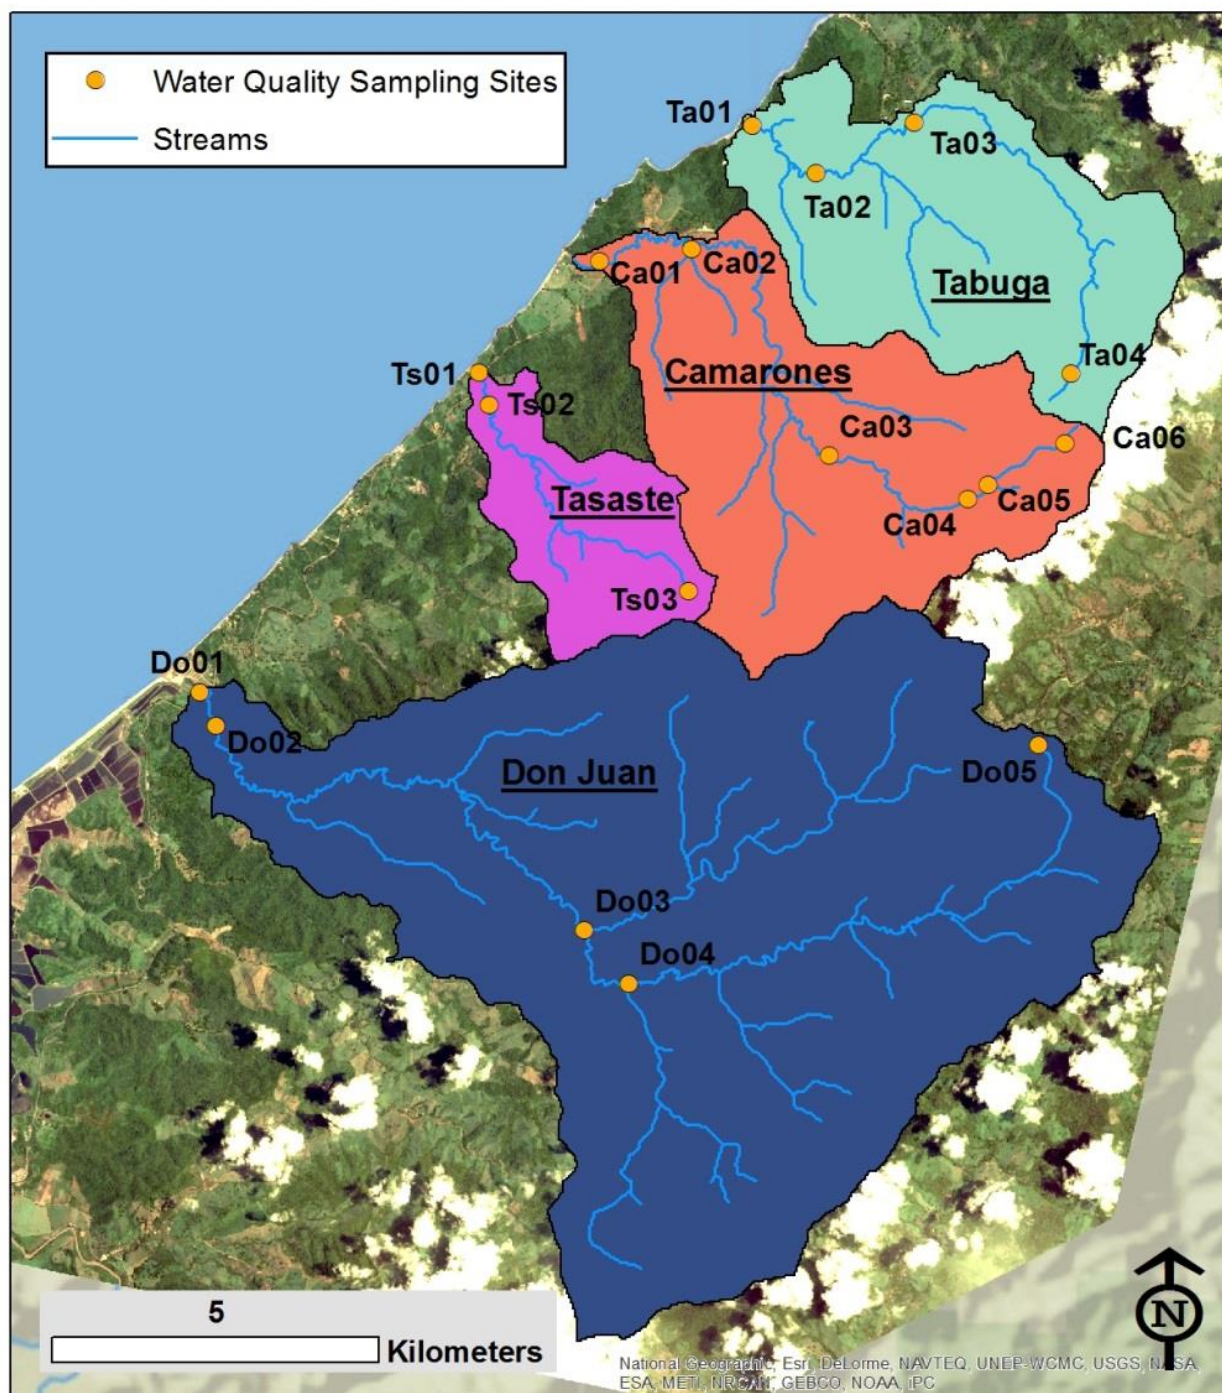 Water Quality Sampling Sites
Streams
Ta01
Ta03
Ta02
Ca01
Ca02
Tabuga
Ta04
Camarones
Ts01
Ts02
Ca03
Ca06
Tasaste
Ca05
Ca04
Ts03
Do01
Do02
Don Juan
Do05
Do03
Do04
5
Kilometers
N
National Geographic, Esri, DeLorme, NAVTEQ, UNEP-WCMC, USGS, NASA,
ESA, METI, NRCAN, GEBCO, NOAA, iPC